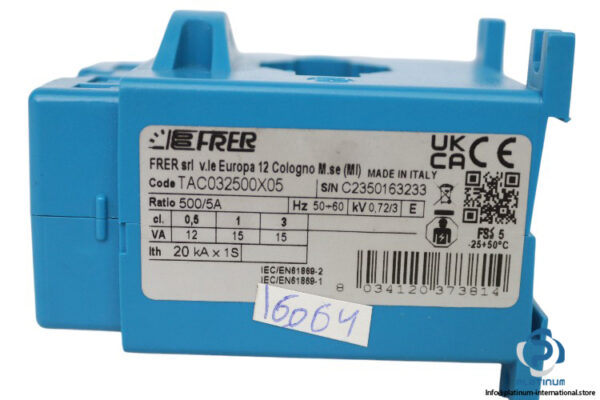 FRER
UK CA CE
FRER srl v.le Europa 12 Cologno M.se (MI) MADE IN ITALY
Code TAC032500X05 S/N C2350163233
Ratio 500/5A Hz 50÷60 kV 0,72/3 E
cl. 0,5 1 3
VA 12 15 15
Ith 20 kA x 1S
FS≤ 5
-25+50°C
IEC/EN61869-2
IEC/EN61869-1
8 034120 373814
16064
PLATINUM
Info@platinum-international.store